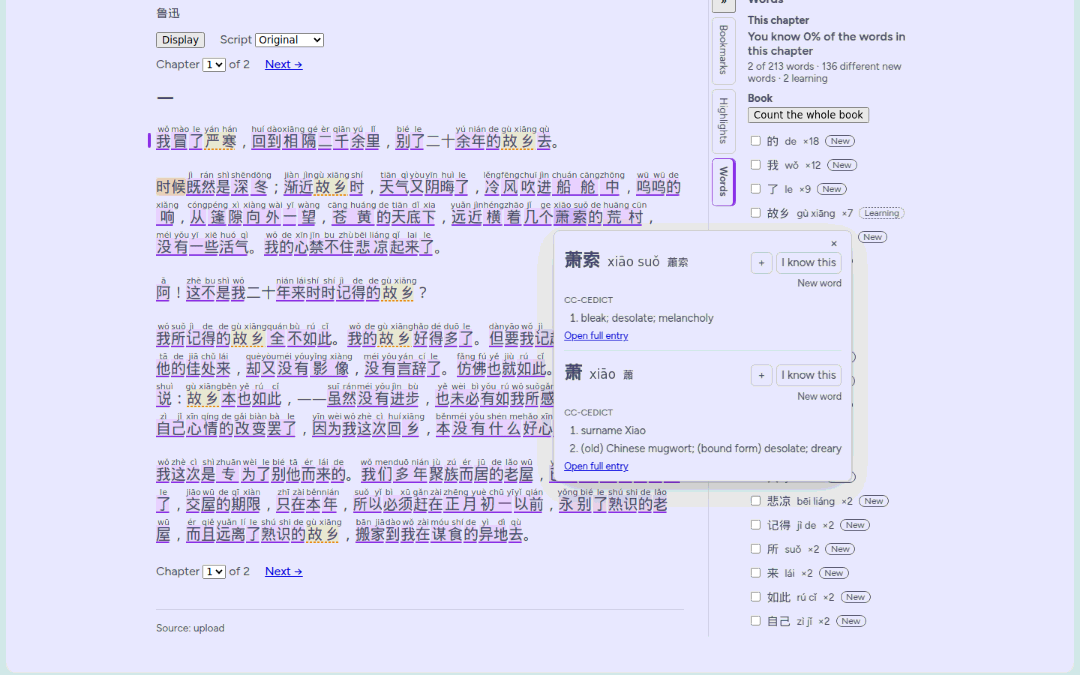 鲁迅
Display Script Original
Chapter 1 of 2 Next →
一
我冒了严寒，回到相隔二千余里，别了二十余年的故乡去。
时候既然是深冬；渐近故乡时，天气又阴晦了，冷风吹进船舱中，呜呜的
响，从篷隙向外一望，苍黄的天底下，远近横着几个萧索的荒村，
没有一些活气。我的心禁不住悲凉起来了。
阿！这不是我二十年来时时记得的故乡？
我所记得的故乡全不如此。我的故乡好得多了。但要我记
他的佳处来，却又没有影像，没有言辞了。仿佛也就如此。
说：故乡本也如此，——虽然没有进步，也未必有如我所感
自己心情的改变罢了，因为我这次回乡，本没有什么好心
我这次是专为了别他而来的。我们多年聚族而居的老屋，
了，交屋的期限，只在本年，所以必须赶在正月初一以前，永别了熟识的老
屋，而且远离了熟识的故乡，搬家到我在谋食的异地去。
Chapter 1 of 2 Next →
Source: upload
»
Bookmarks
Highlights
Words
Words
This chapter
You know 0% of the words in
this chapter
2 of 213 words · 136 different new
words · 2 learning
Book
Count the whole book
的 de ×18 New
我 wǒ ×12 New
了 le ×9 New
故乡 gù xiāng ×7 Learning
New
×
萧索 xiāo suǒ 蕭索 + I know this
New word
CC-CEDICT
1. bleak; desolate; melancholy
Open full entry
萧 xiāo 蕭 + I know this
New word
CC-CEDICT
1. surname Xiao
2. (old) Chinese mugwort; (bound form) desolate; dreary
Open full entry
悲凉 bēi liáng ×2 New
记得 jì de ×2 New
所 suǒ ×2 New
来 lái ×2 New
如此 rú cǐ ×2 New
自己 zì jǐ ×2 New